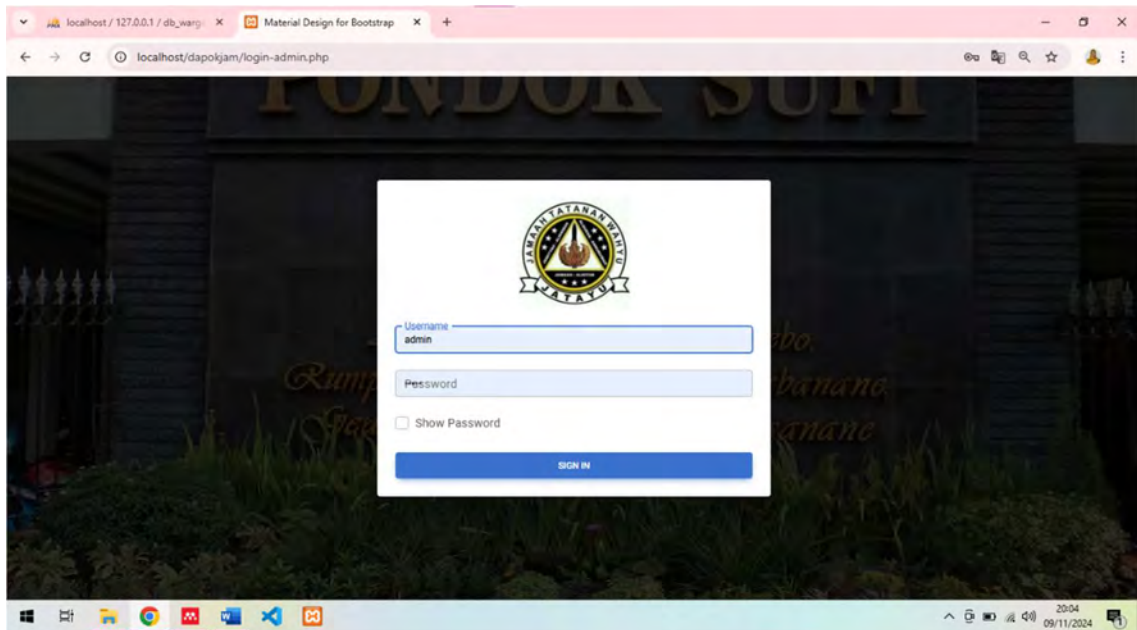 localhost / 127.0.0.1 / db_warg
Material Design for Bootstrap
localhost/dapokjam/login-admin.php
PONDOK SUFI
JAMAAH TATANAN WAHYU
JATAYU
Username
admin
Password
Show Password
SIGN IN
20:04
09/11/2024